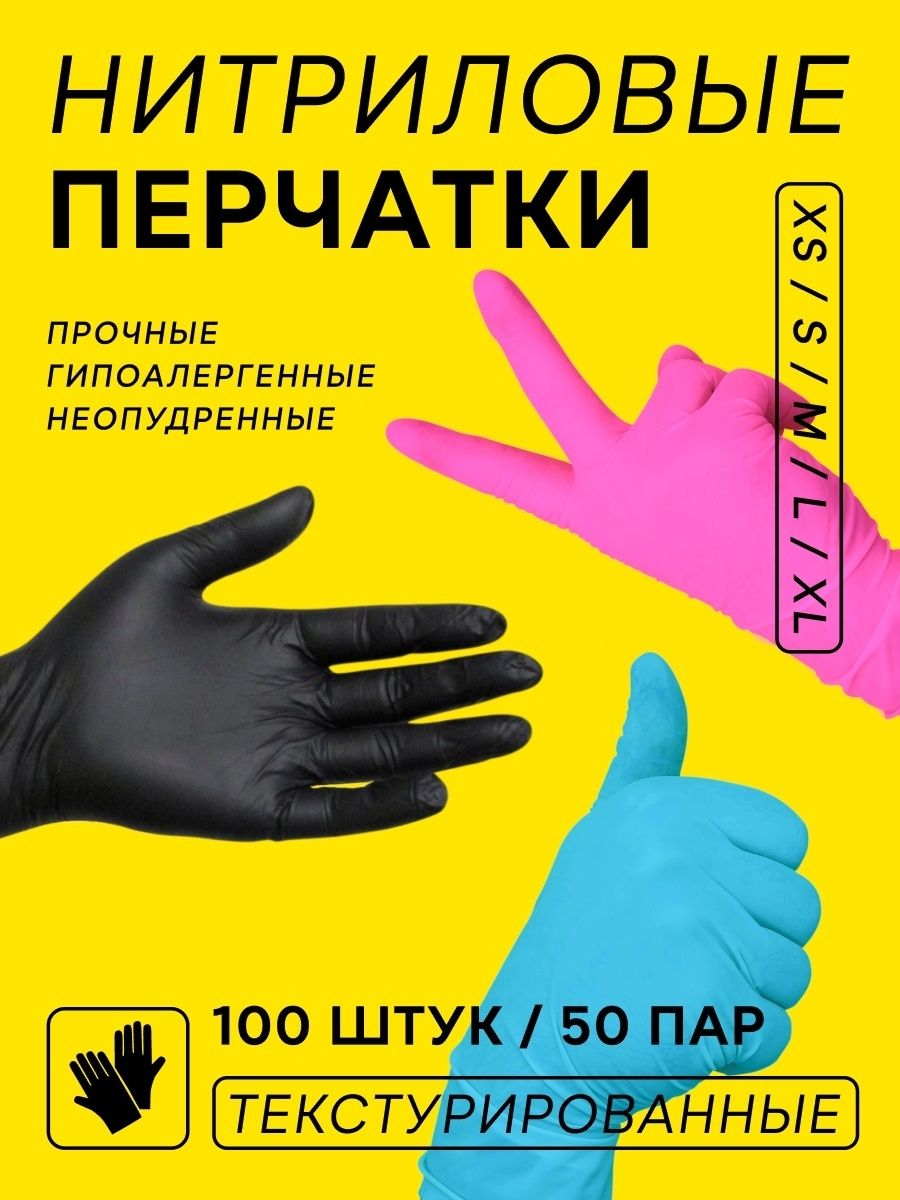 НИТРИЛОВЫЕ
ПЕРЧАТКИ
XS / S / M / L / XL
ПРОЧНЫЕ
ГИПОАЛЕРГЕННЫЕ
НЕОПУДРЕННЫЕ
100 ШТУК / 50 ПАР
ТЕКСТУРИРОВАННЫЕ